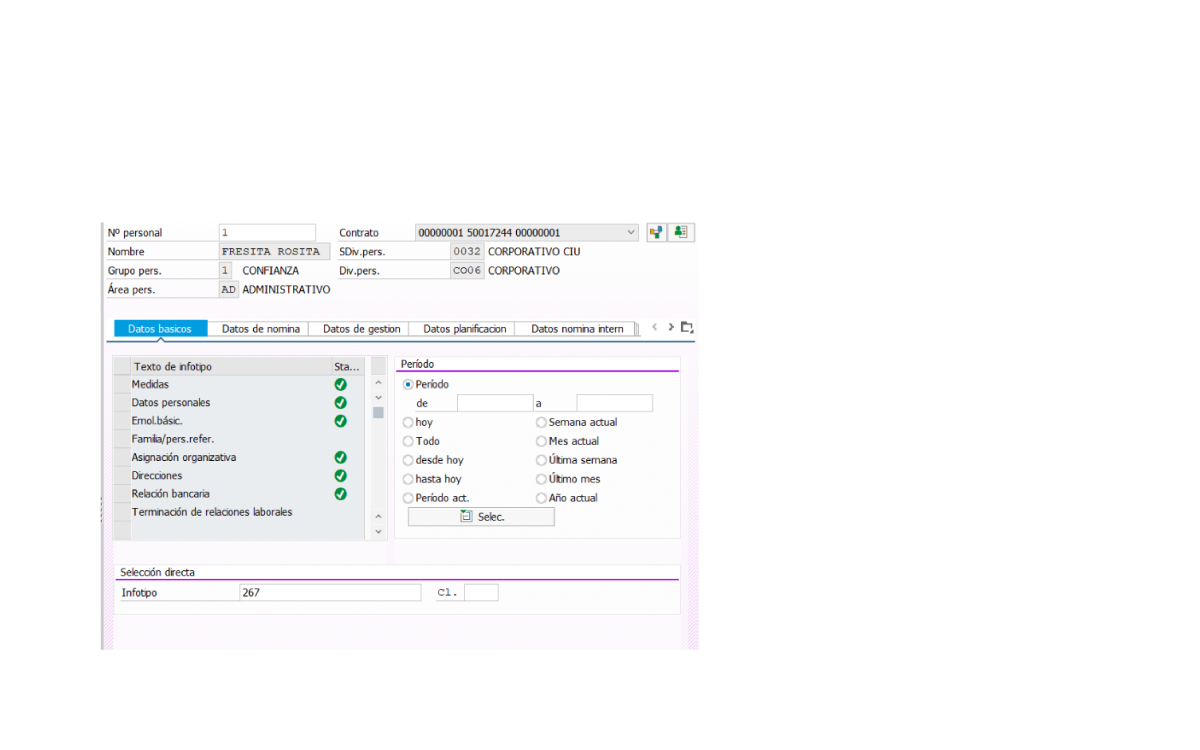 Nº personal 1 Contrato 00000001 50017244 00000001
Nombre FRESITA ROSITA SDiv.pers. 0032 CORPORATIVO CIU
Grupo pers. 1 CONFIANZA Div.pers. CO06 CORPORATIVO
Área pers. AD ADMINISTRATIVO
Datos basicos Datos de nomina Datos de gestion Datos planificacion Datos nomina intern
Texto de infotipo Sta...
Medidas
Datos personales
Emol.básic.
Familia/pers.refer.
Asignación organizativa
Direcciones
Relación bancaria
Terminación de relaciones laborales
Período
Período
de a
hoy Semana actual
Todo Mes actual
desde hoy Última semana
hasta hoy Último mes
Período act. Año actual
Selec.
Selección directa
Infotipo 267 Cl.